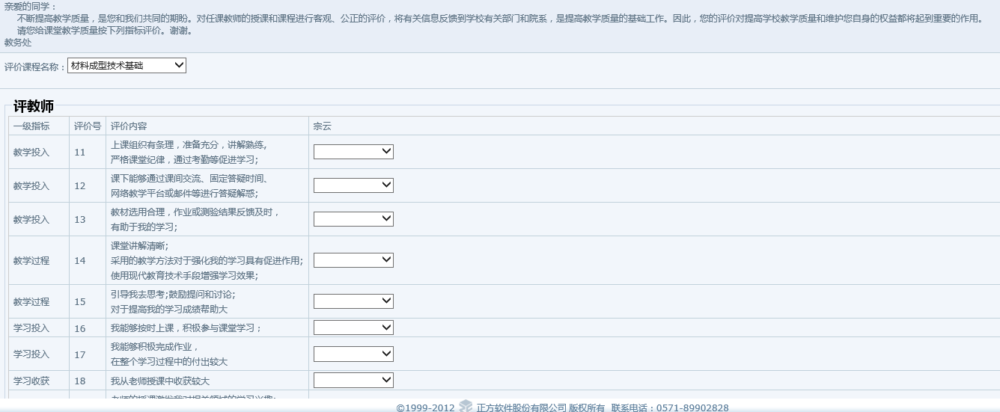 亲爱的同学：
不断提高教学质量，是您和我们共同的期盼。对任课教师的授课和课程进行客观、公正的评价，将有关信息反馈到学校有关部门和院系，是提高教学质量的基础工作。因此，您的评价对提高学校教学质量和维护您自身的权益都将起到重要的作用。
请您给课堂教学质量按下列指标评价。谢谢。
教务处
评价课程名称： 材料成型技术基础
评教师
一级指标 评价号 评价内容 宗云
教学投入 11 上课组织有条理，准备充分，讲解熟练,
严格课堂纪律，通过考勤等促进学习;
教学投入 12 课下能够通过课间交流、固定答疑时间、
网络教学平台或邮件等进行答疑解惑;
教学投入 13 教材选用合理，作业或测验结果反馈及时，
有助于我的学习;
教学过程 14 课堂讲解清晰;
采用的教学方法对于强化我的学习具有促进作用;
使用现代教育技术手段增强学习效果;
教学过程 15 引导我去思考;鼓励提问和讨论;
对于提高我的学习成绩帮助大
学习投入 16 我能够按时上课，积极参与课堂学习；
学习投入 17 我能够积极完成作业，
在整个学习过程中的付出较大
学习收获 18 我从老师授课中收获较大
老师的授课激发我对相关领域的学习兴趣;
©1999-2012 正方软件股份有限公司 版权所有 联系电话：0571-89902828